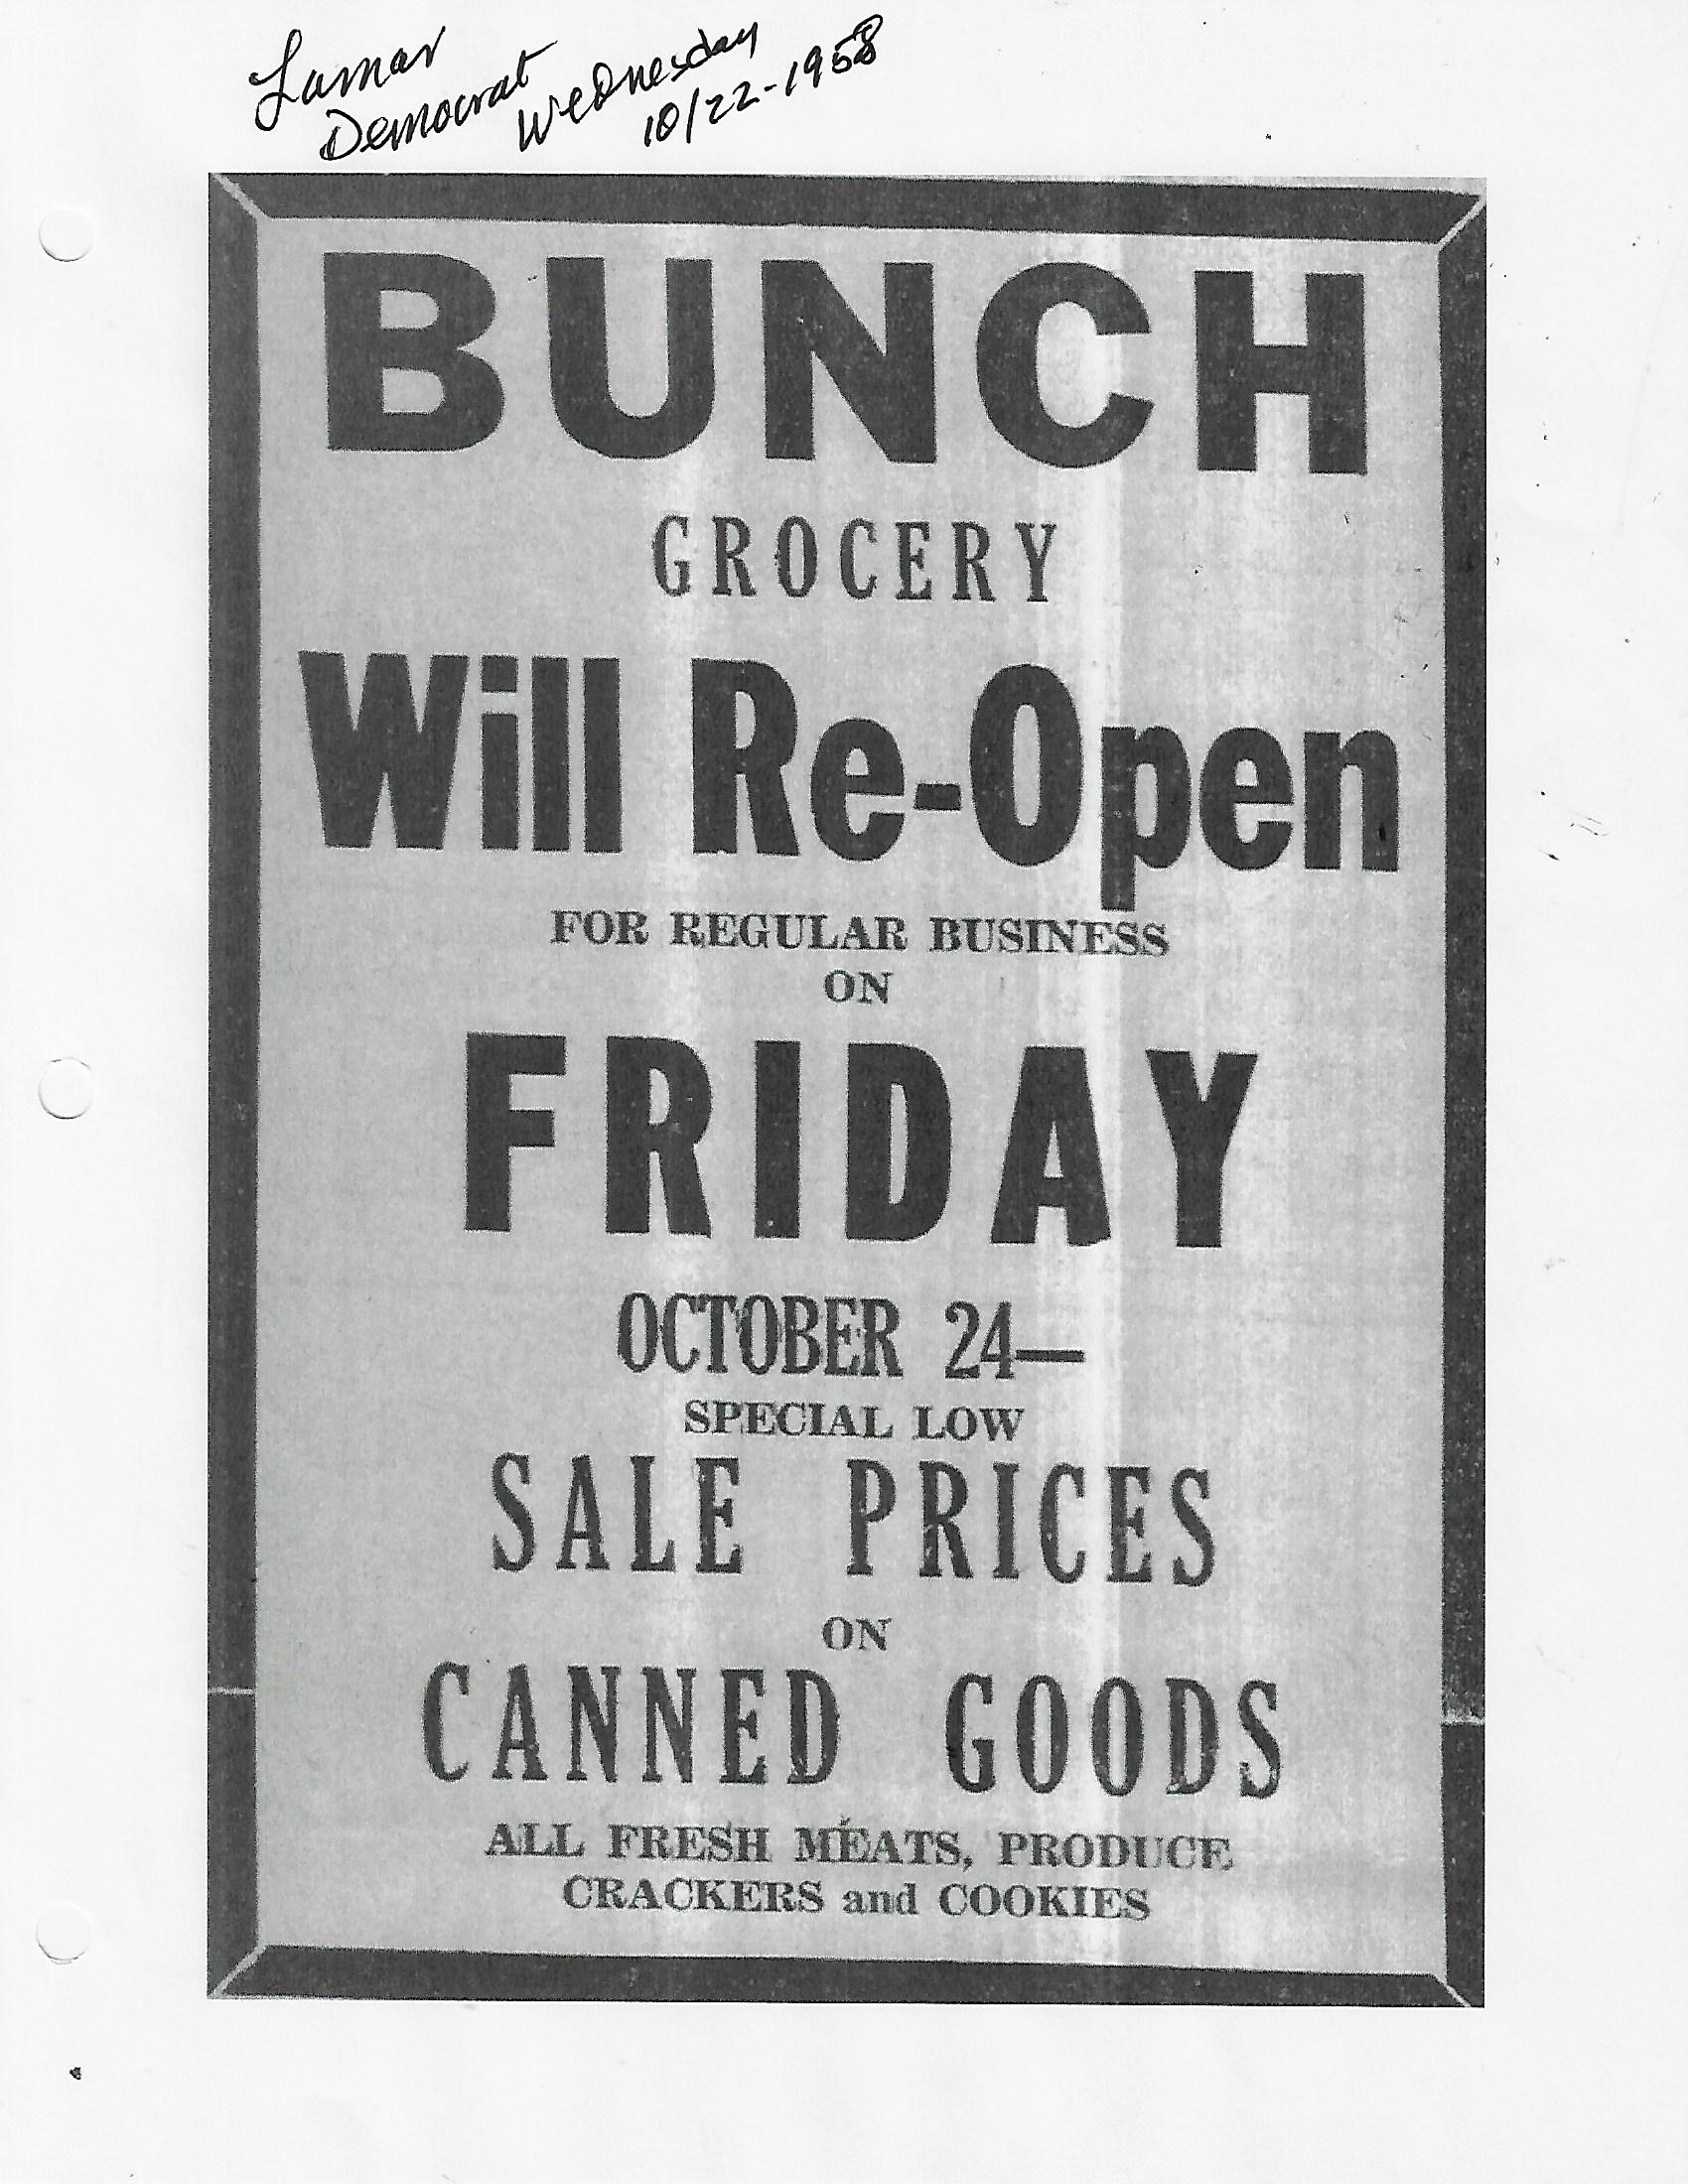 Lamar
Democrat
Wednesday
10/22-1958
BUNCH
GROCERY
Will Re-Open
FOR REGULAR BUSINESS
ON
FRIDAY
OCTOBER 24—
SPECIAL LOW
SALE PRICES
ON
CANNED GOODS
ALL FRESH MEATS, PRODUCE
CRACKERS and COOKIES